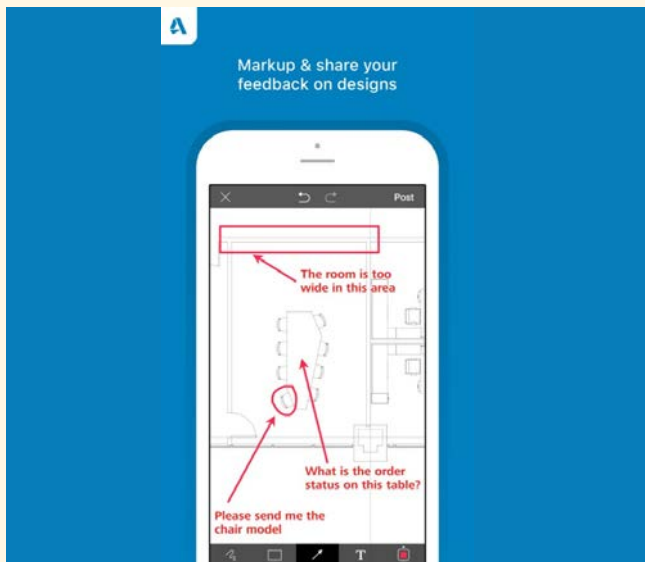 Markup & share your
feedback on designs
Post
The room is too
wide in this area
What is the order
status on this table?
Please send me the
chair model
T